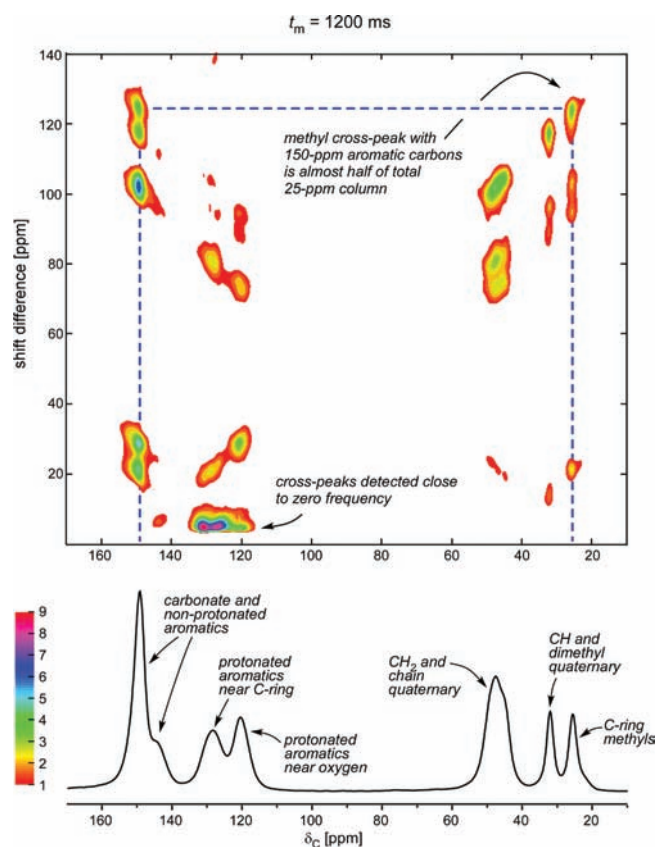 tm = 1200 ms
140
120
100
80
60
40
20
shift difference [ppm]
methyl cross-peak with
150-ppm aromatic carbons
is almost half of total
25-ppm column
cross-peaks detected close
to zero frequency
160
140
120
100
80
60
40
20
9
8
7
6
5
4
3
2
1
carbonate and
non-protonated
aromatics
protonated
aromatics
near C-ring
protonated
aromatics
near oxygen
CH2 and
chain
quaternary
CH and
dimethyl
quaternary
C-ring
methyls
160
140
120
100
80
60
40
20
δC [ppm]